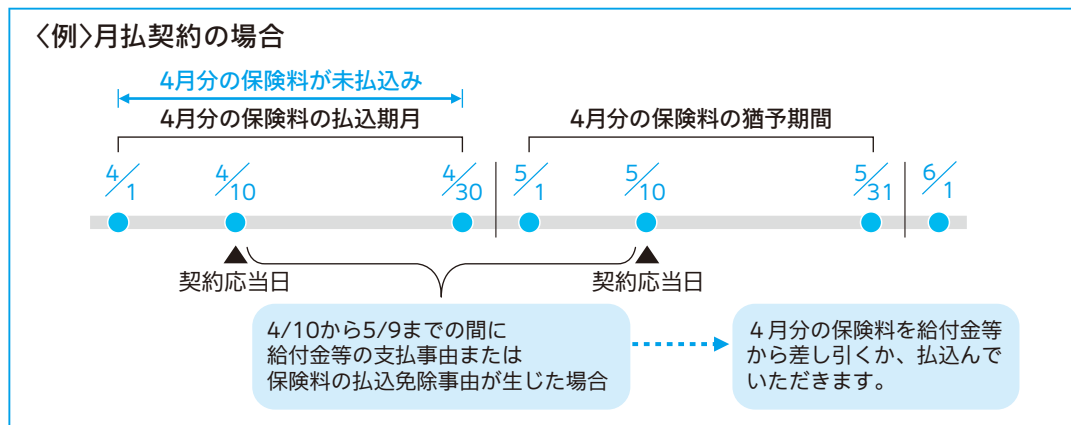 〈例〉月払契約の場合
4月分の保険料が未払込み
4月分の保険料の払込期月
4月分の保険料の猶予期間
4/1
4/10
4/30
5/1
5/10
5/31
6/1
契約応当日
契約応当日
4/10から5/9までの間に
給付金等の支払事由または
保険料の払込免除事由が生じた場合
４月分の保険料を給付金等
から差し引くか、払込んで
いただきます。